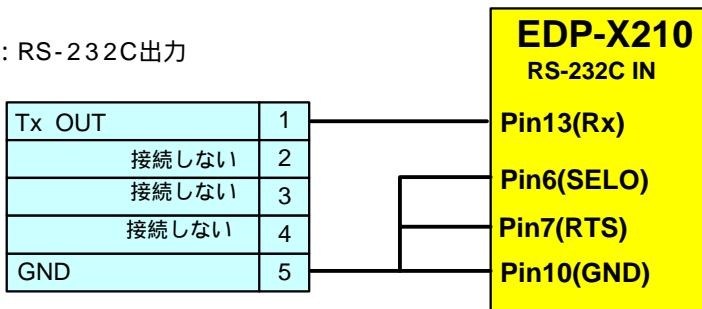 : RS-232C出力
EDP-X210
RS-232C IN
Tx OUT 1
接続しない 2
接続しない 3
接続しない 4
GND 5
Pin13(Rx)
Pin6(SELO)
Pin7(RTS)
Pin10(GND)